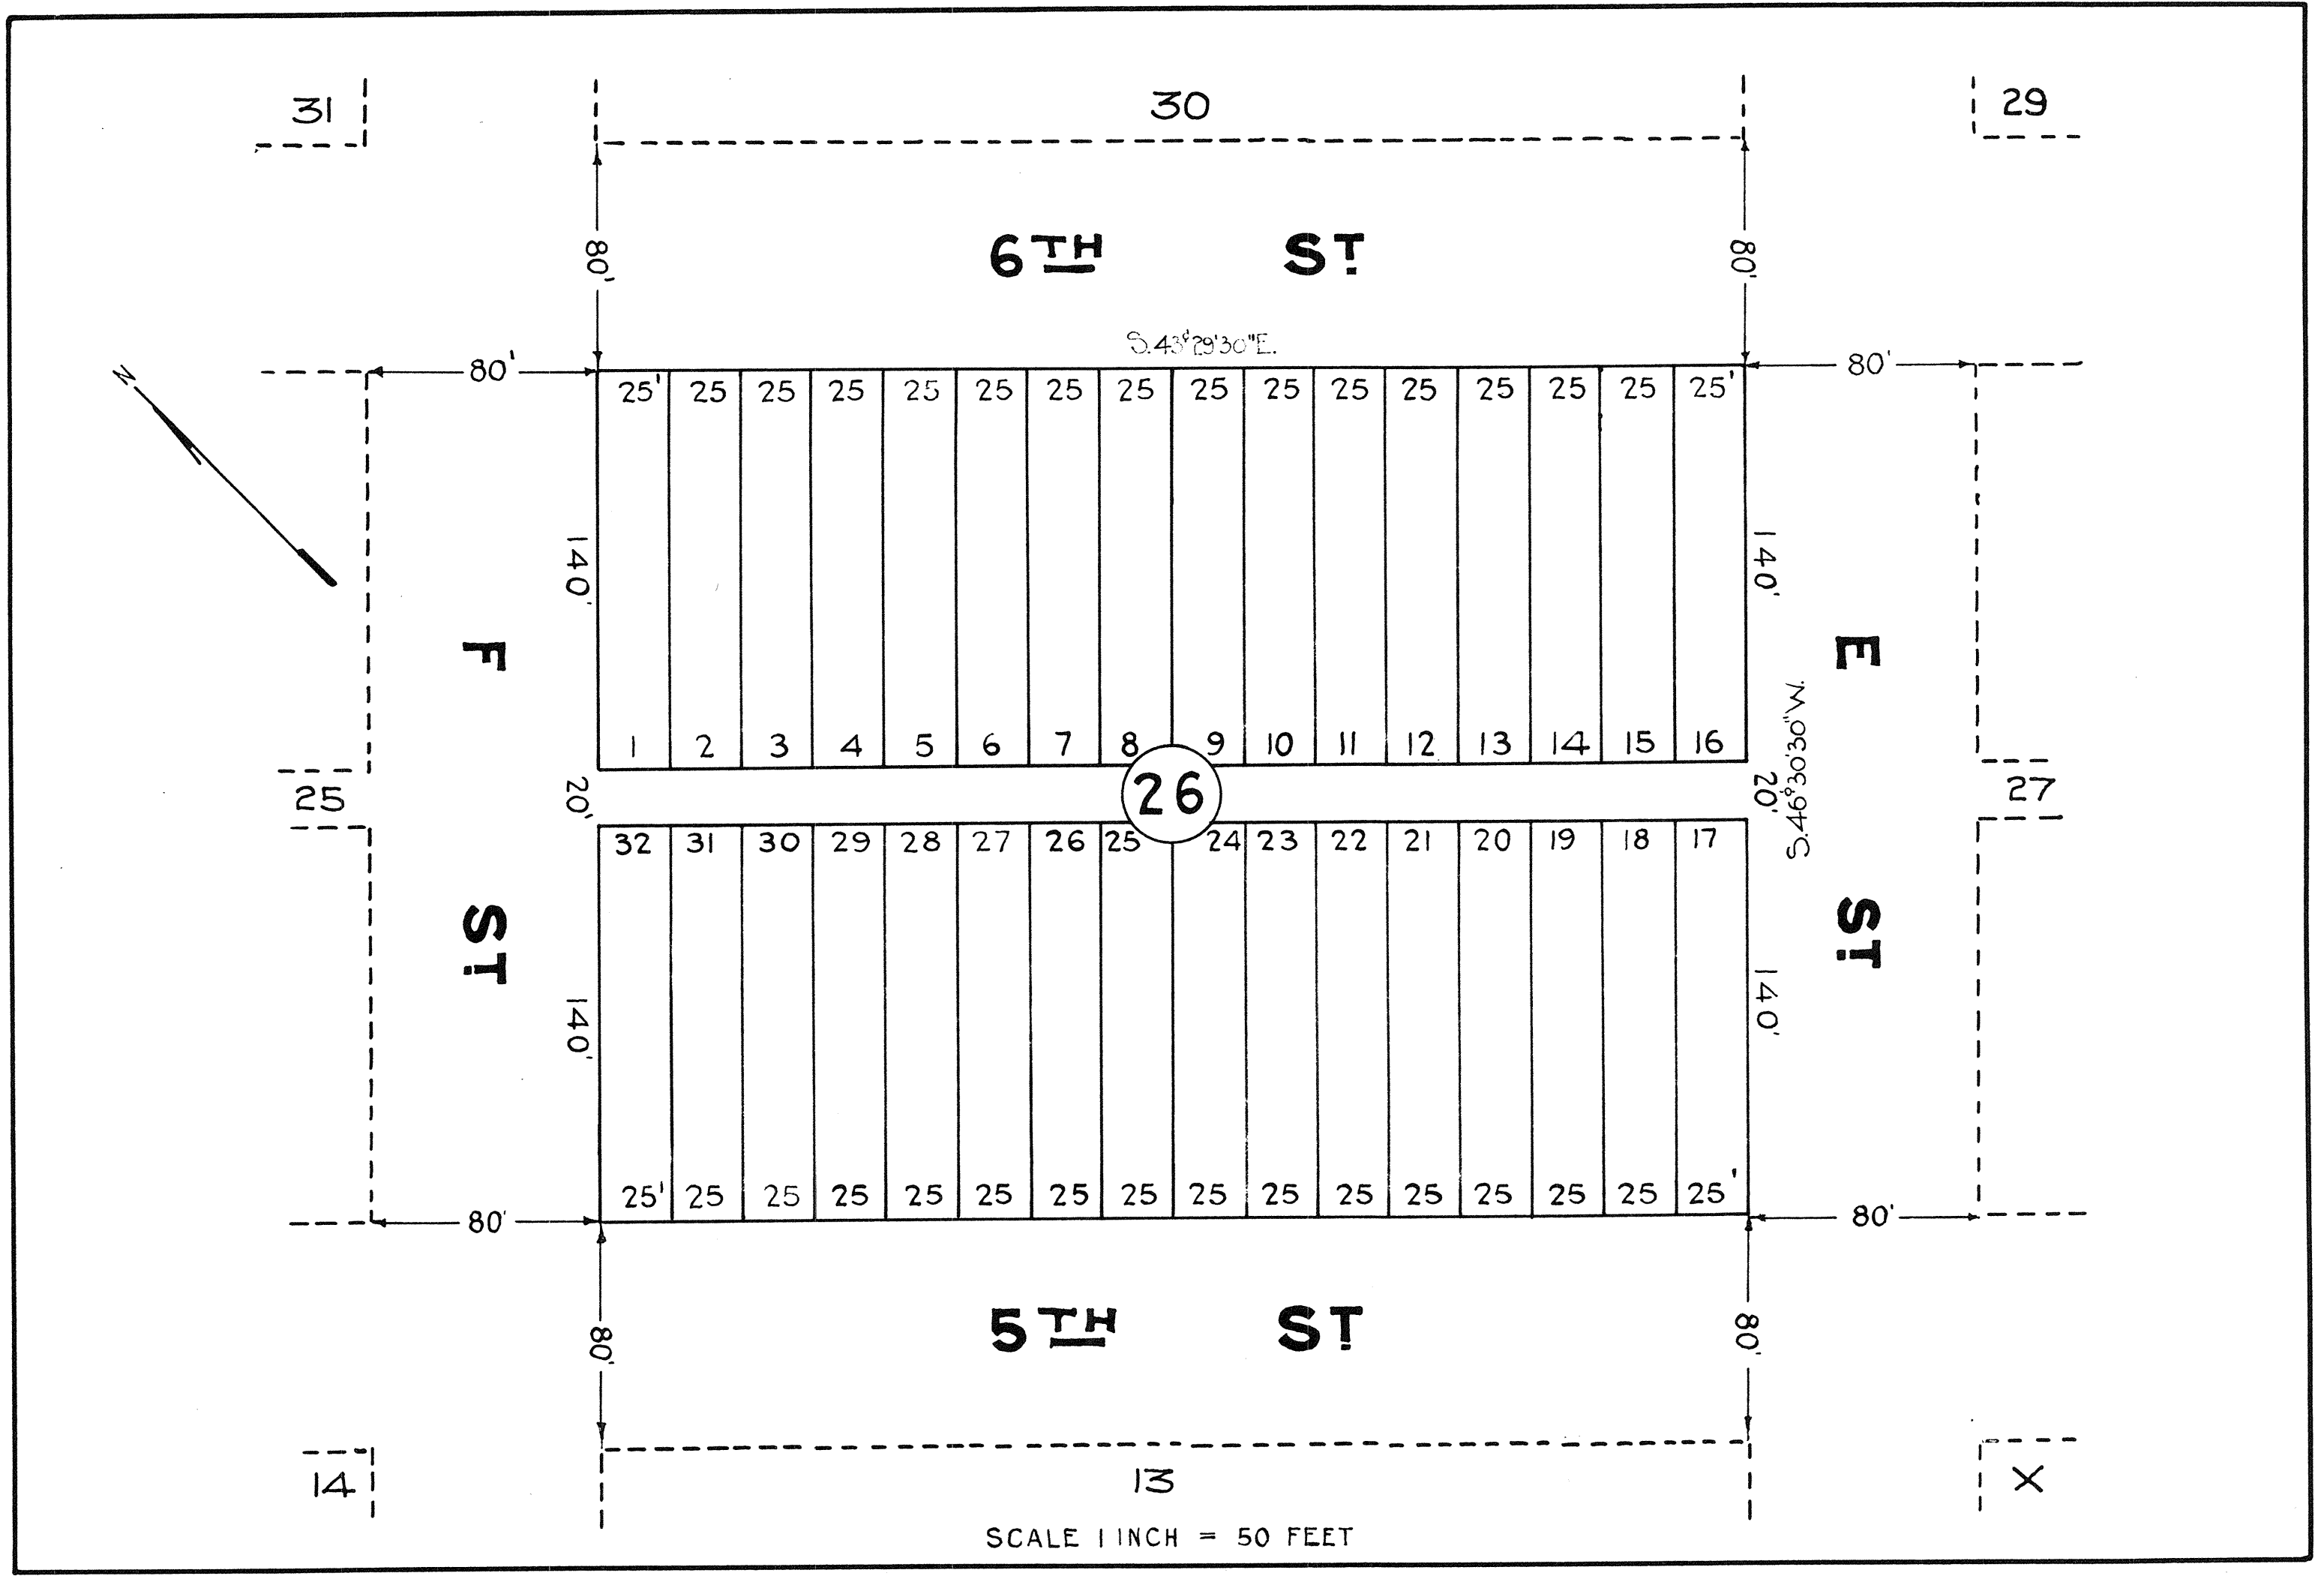 31 30 29
80' 80'
6TH ST.
S.43°29'30"E.
80' 80'
N
25' 25 25 25 25 25 25 25 25 25 25 25 25 25 25 25'
140' 140'
F ST.
E ST.
1 2 3 4 5 6 7 8 9 10 11 12 13 14 15 16
25 20' 26 20' 27
S.46°30'30"W.
32 31 30 29 28 27 26 25 24 23 22 21 20 19 18 17
140' 140'
25' 25 25 25 25 25 25 25 25 25 25 25 25 25 25 25'
80' 80'
5TH ST.
80' 80'
14 13 X
SCALE 1 INCH = 50 FEET